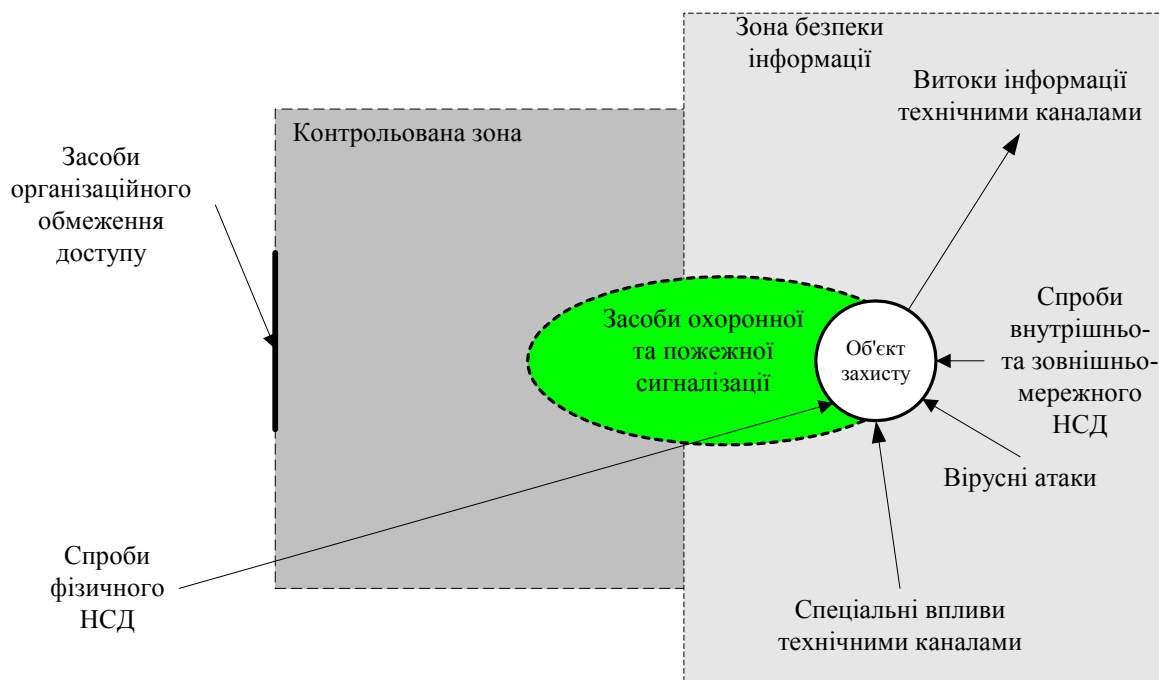 Зона безпеки
інформації
Витоки інформації
технічними каналами
Контрольована зона
Засоби
організаційного
обмеження
доступу
Засоби охоронної
та пожежної
сигналізації
Об'єкт
захисту
Спроби
внутрішньо-
та зовнішньо-
мережного
НСД
Вірусні атаки
Спроби
фізичного
НСД
Спеціальні впливи
технічними каналами